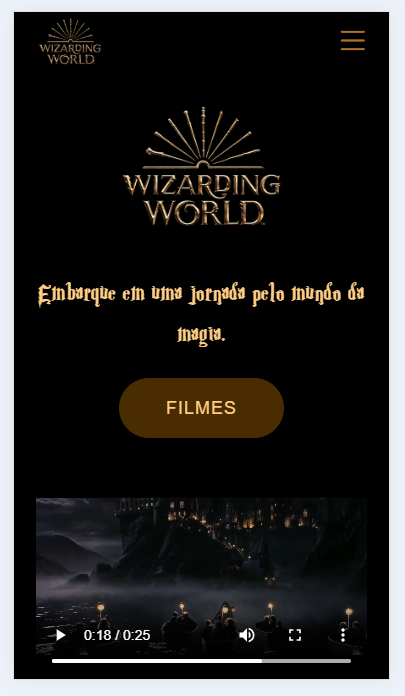 WIZARDING
WORLD
WIZARDING
WORLD
Embarque em uma jornada pelo mundo da
magia.
FILMES
0:18 / 0:25